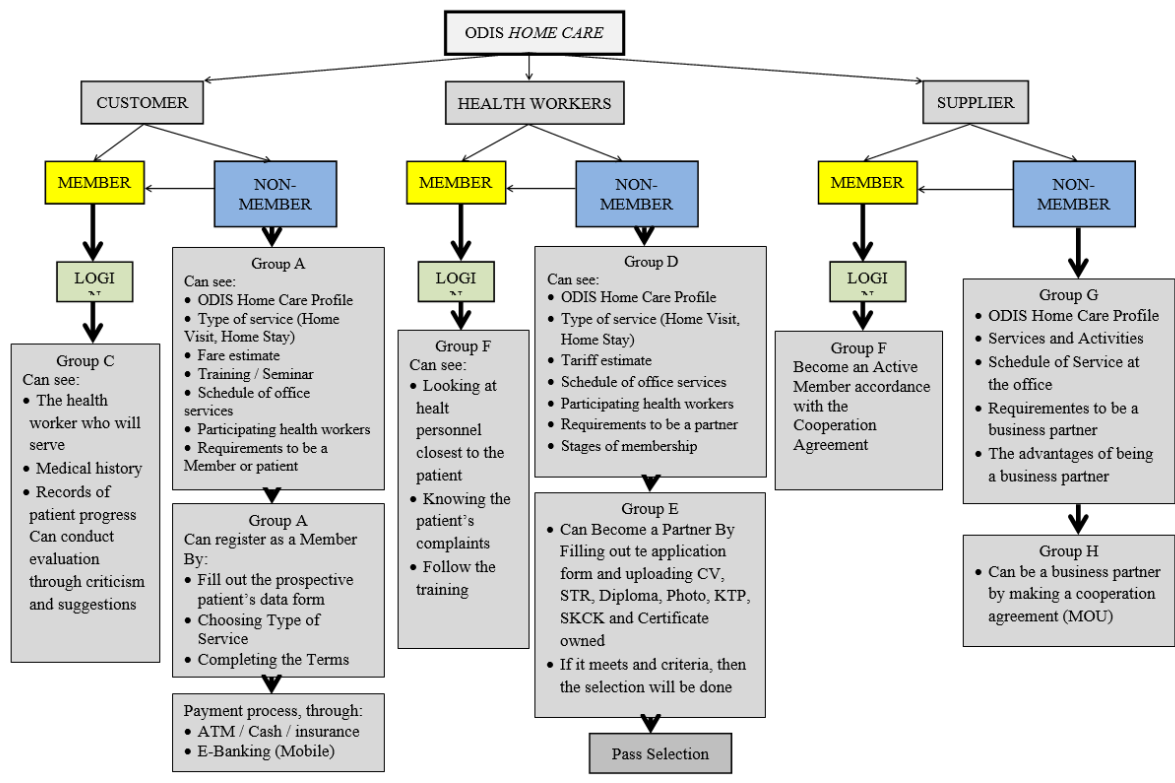 ODIS HOME CARE
CUSTOMER
HEALTH WORKERS
SUPPLIER
MEMBER
NON-
MEMBER
MEMBER
NON-
MEMBER
MEMBER
NON-
MEMBER
LOGI
N
Group C
Can see:
• The health
worker who will
serve
• Medical history
• Records of
patient progress
Can conduct
evaluation
through criticism
and suggestions
Group A
Can see:
• ODIS Home Care Profile
• Type of service (Home
Visit, Home Stay)
• Fare estimate
• Training / Seminar
• Schedule of office
services
• Participating health workers
• Requirements to be a
Member or patient
Group A
Can register as a Member
By:
• Fill out the prospective
patient's data form
• Choosing Type of
Service
• Completing the Terms
Payment process, through:
• ATM / Cash / insurance
• E-Banking (Mobile)
LOGI
N
Group F
Can see:
• Looking at
healt
personnel
closest to the
patient
• Knowing the
patient's
complaints
• Follow the
training
Group D
Can see:
• ODIS Home Care Profile
• Type of service (Home Visit,
Home Stay)
• Tariff estimate
• Schedule of office services
• Participating health workers
• Requirements to be a partner
• Stages of membership
Group E
• Can Become a Partner By
Filling out te application
form and uploading CV,
STR, Diploma, Photo, KTP,
SKCK and Certificate
owned
• If it meets and criteria, then
the selection will be done
Pass Selection
LOGI
N
Group F
Become an Active
Member accordance
with the
Cooperation
Agreement
Group G
• ODIS Home Care Profile
• Services and Activities
• Schedule of Service at
the office
• Requirementes to be a
business partner
• The advantages of being
a business partner
Group H
• Can be a business partner
by making a cooperation
agreement (MOU)